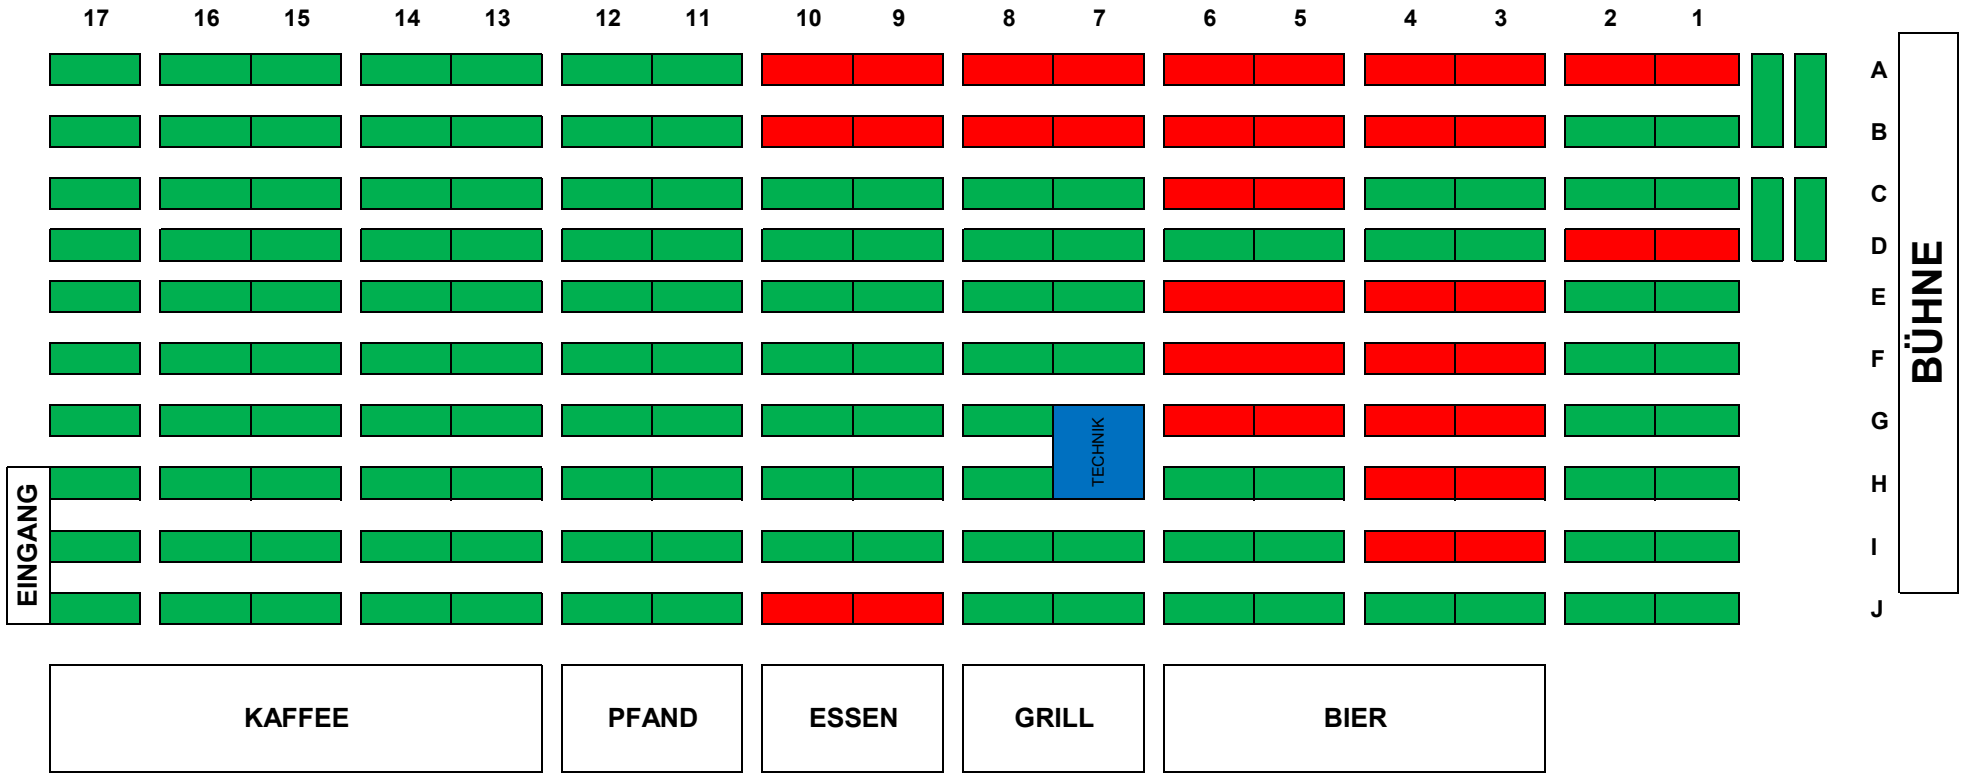 17 16 15 14 13 12 11 10 9 8 7 6 5 4 3 2 1
A
B
C
D
E
F
G
H
I
J
BÜHNE
TECHNIK
EINGANG
KAFFEE PFAND ESSEN GRILL BIER